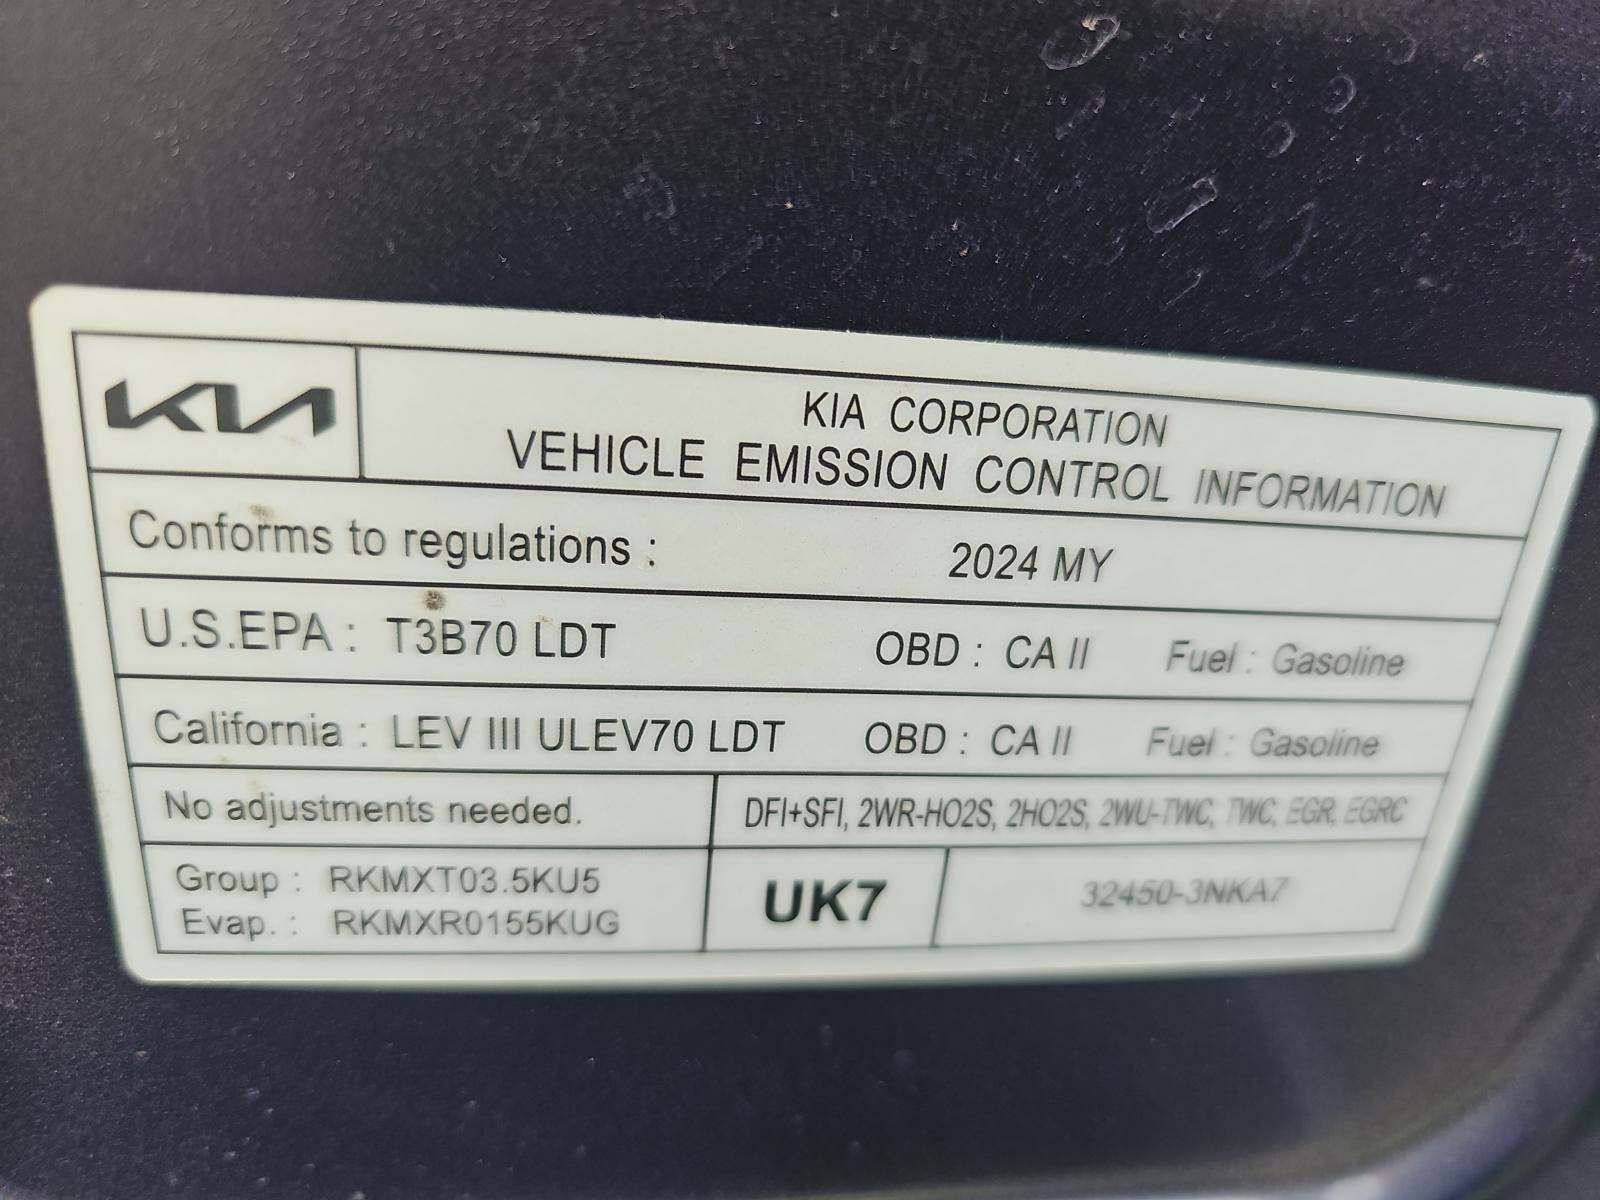 KIA
KIA CORPORATION
VEHICLE EMISSION CONTROL INFORMATION
Conforms to regulations : 2024 MY
U.S.EPA : T3B70 LDT OBD : CA II Fuel : Gasoline
California : LEV III ULEV70 LDT OBD : CA II Fuel : Gasoline
No adjustments needed. DFI+SFI, 2WR-HO2S, 2HO2S, 2WU-TWC, TWC, EGR, EGRC
Group : RKMXT03.5KU5
Evap. : RKMXR0155KUG
UK7
32450-3NKA7